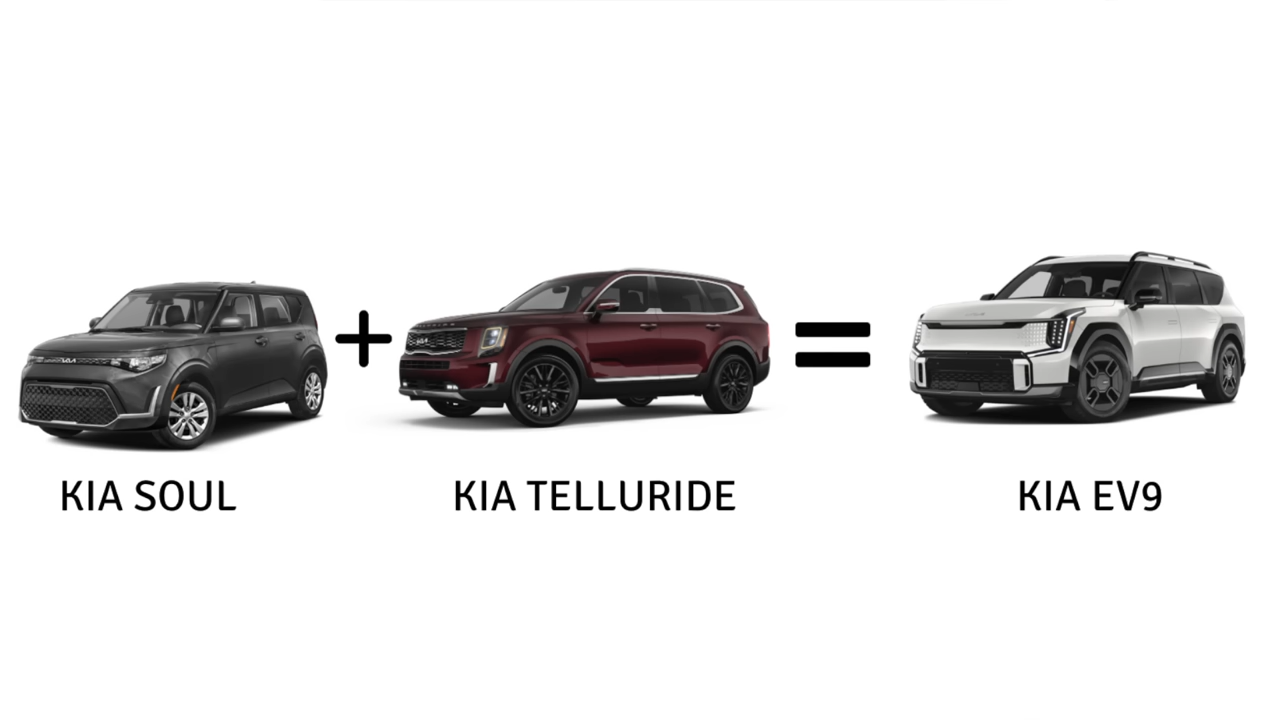 KIA SOUL
+
KIA TELLURIDE
=
KIA EV9